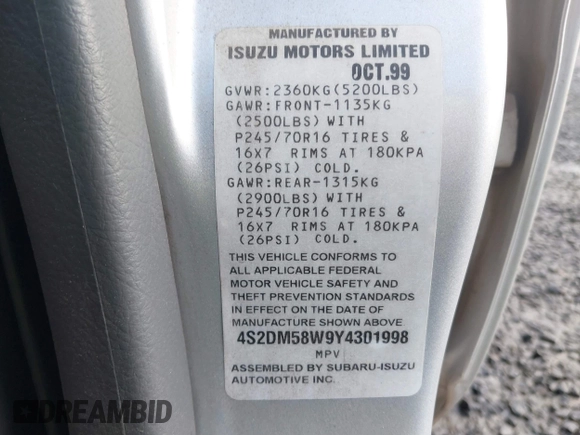 MANUFACTURED BY
ISUZU MOTORS LIMITED
OCT.99
GVWR:2360KG(5200LBS)
GAWR:FRONT-1135KG
(2500LBS) WITH
P245/70R16 TIRES &
16X7 RIMS AT 180KPA
(26PSI) COLD.
GAWR:REAR-1315KG
(2900LBS) WITH
P245/70R16 TIRES &
16X7 RIMS AT 180KPA
(26PSI) COLD.
THIS VEHICLE CONFORMS TO
ALL APPLICABLE FEDERAL
MOTOR VEHICLE SAFETY AND
THEFT PREVENTION STANDARDS
IN EFFECT ON THE DATE OF
MANUFACTURE SHOWN ABOVE
4S2DM58W9Y4301998
MPV
ASSEMBLED BY SUBARU-ISUZU
AUTOMOTIVE INC.
DREAMBID